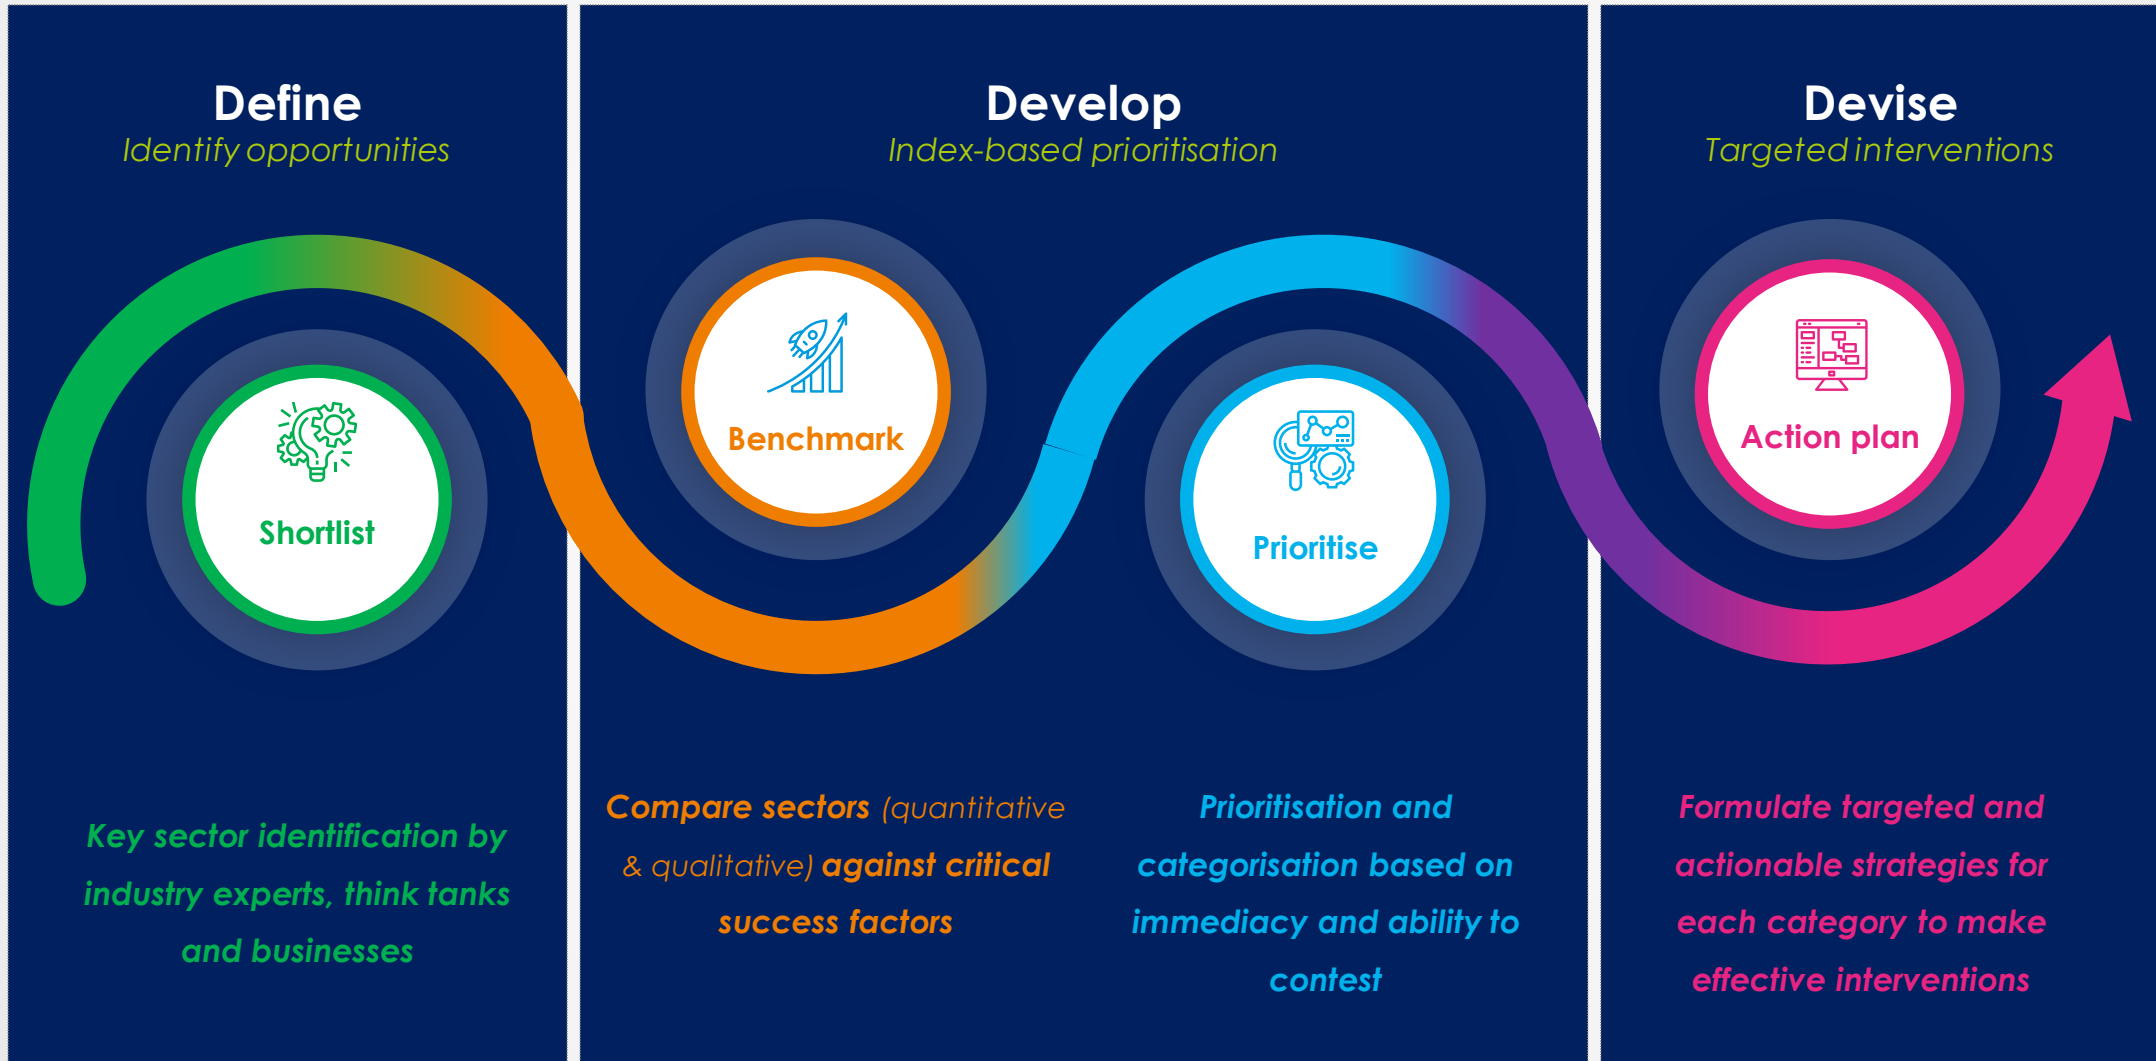 Define
Identify opportunities
Develop
Index-based prioritisation
Devise
Targeted interventions
Shortlist
Benchmark
Prioritise
Action plan
Key sector identification by
industry experts, think tanks
and businesses
Compare sectors (quantitative
& qualitative) against critical
success factors
Prioritisation and
categorisation based on
immediacy and ability to
contest
Formulate targeted and
actionable strategies for
each category to make
effective interventions